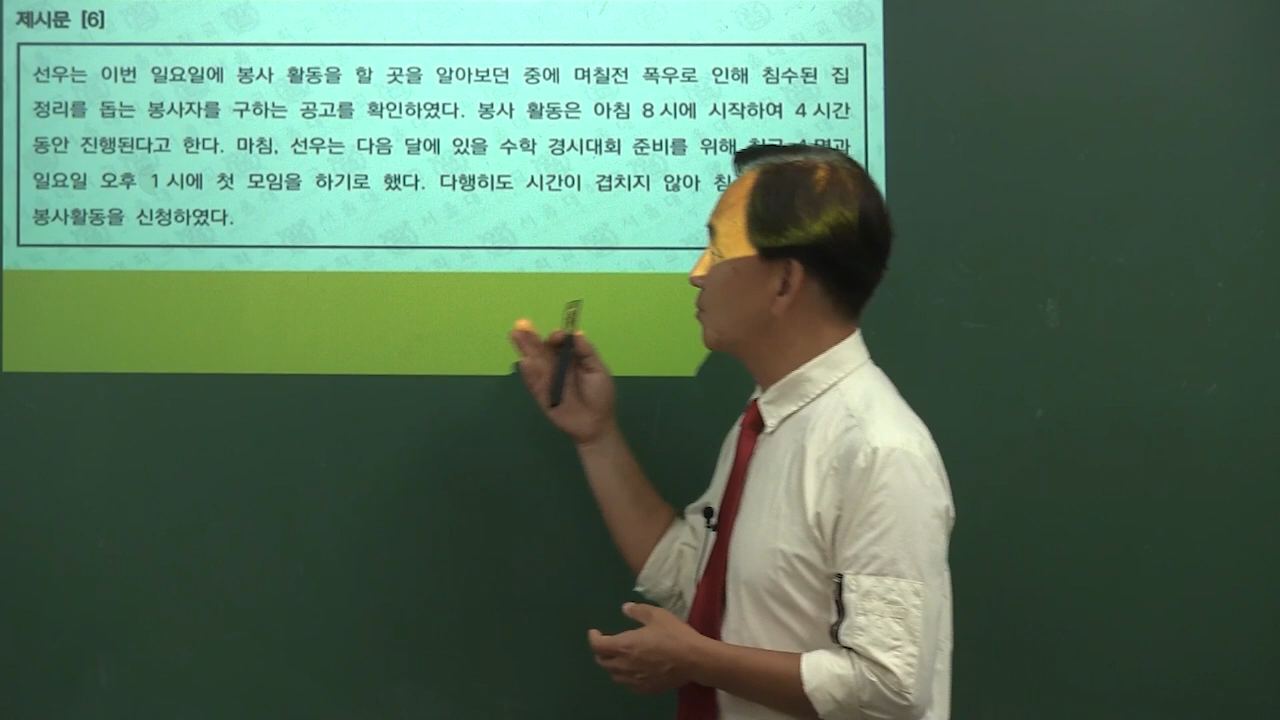 제시문 [6]
선우는 이번 일요일에 봉사 활동을 할 곳을 알아보던 중에 며칠전 폭우로 인해 침수된 집
정리를 돕는 봉사자를 구하는 공고를 확인하였다. 봉사 활동은 아침 8시에 시작하여 4시간
동안 진행된다고 한다. 마침, 선우는 다음 달에 있을 수학 경시대회 준비를 위해
일요일 오후 1시에 첫 모임을 하기로 했다. 다행히도 시간이 겹치지 않아 침
봉사활동을 신청하였다.